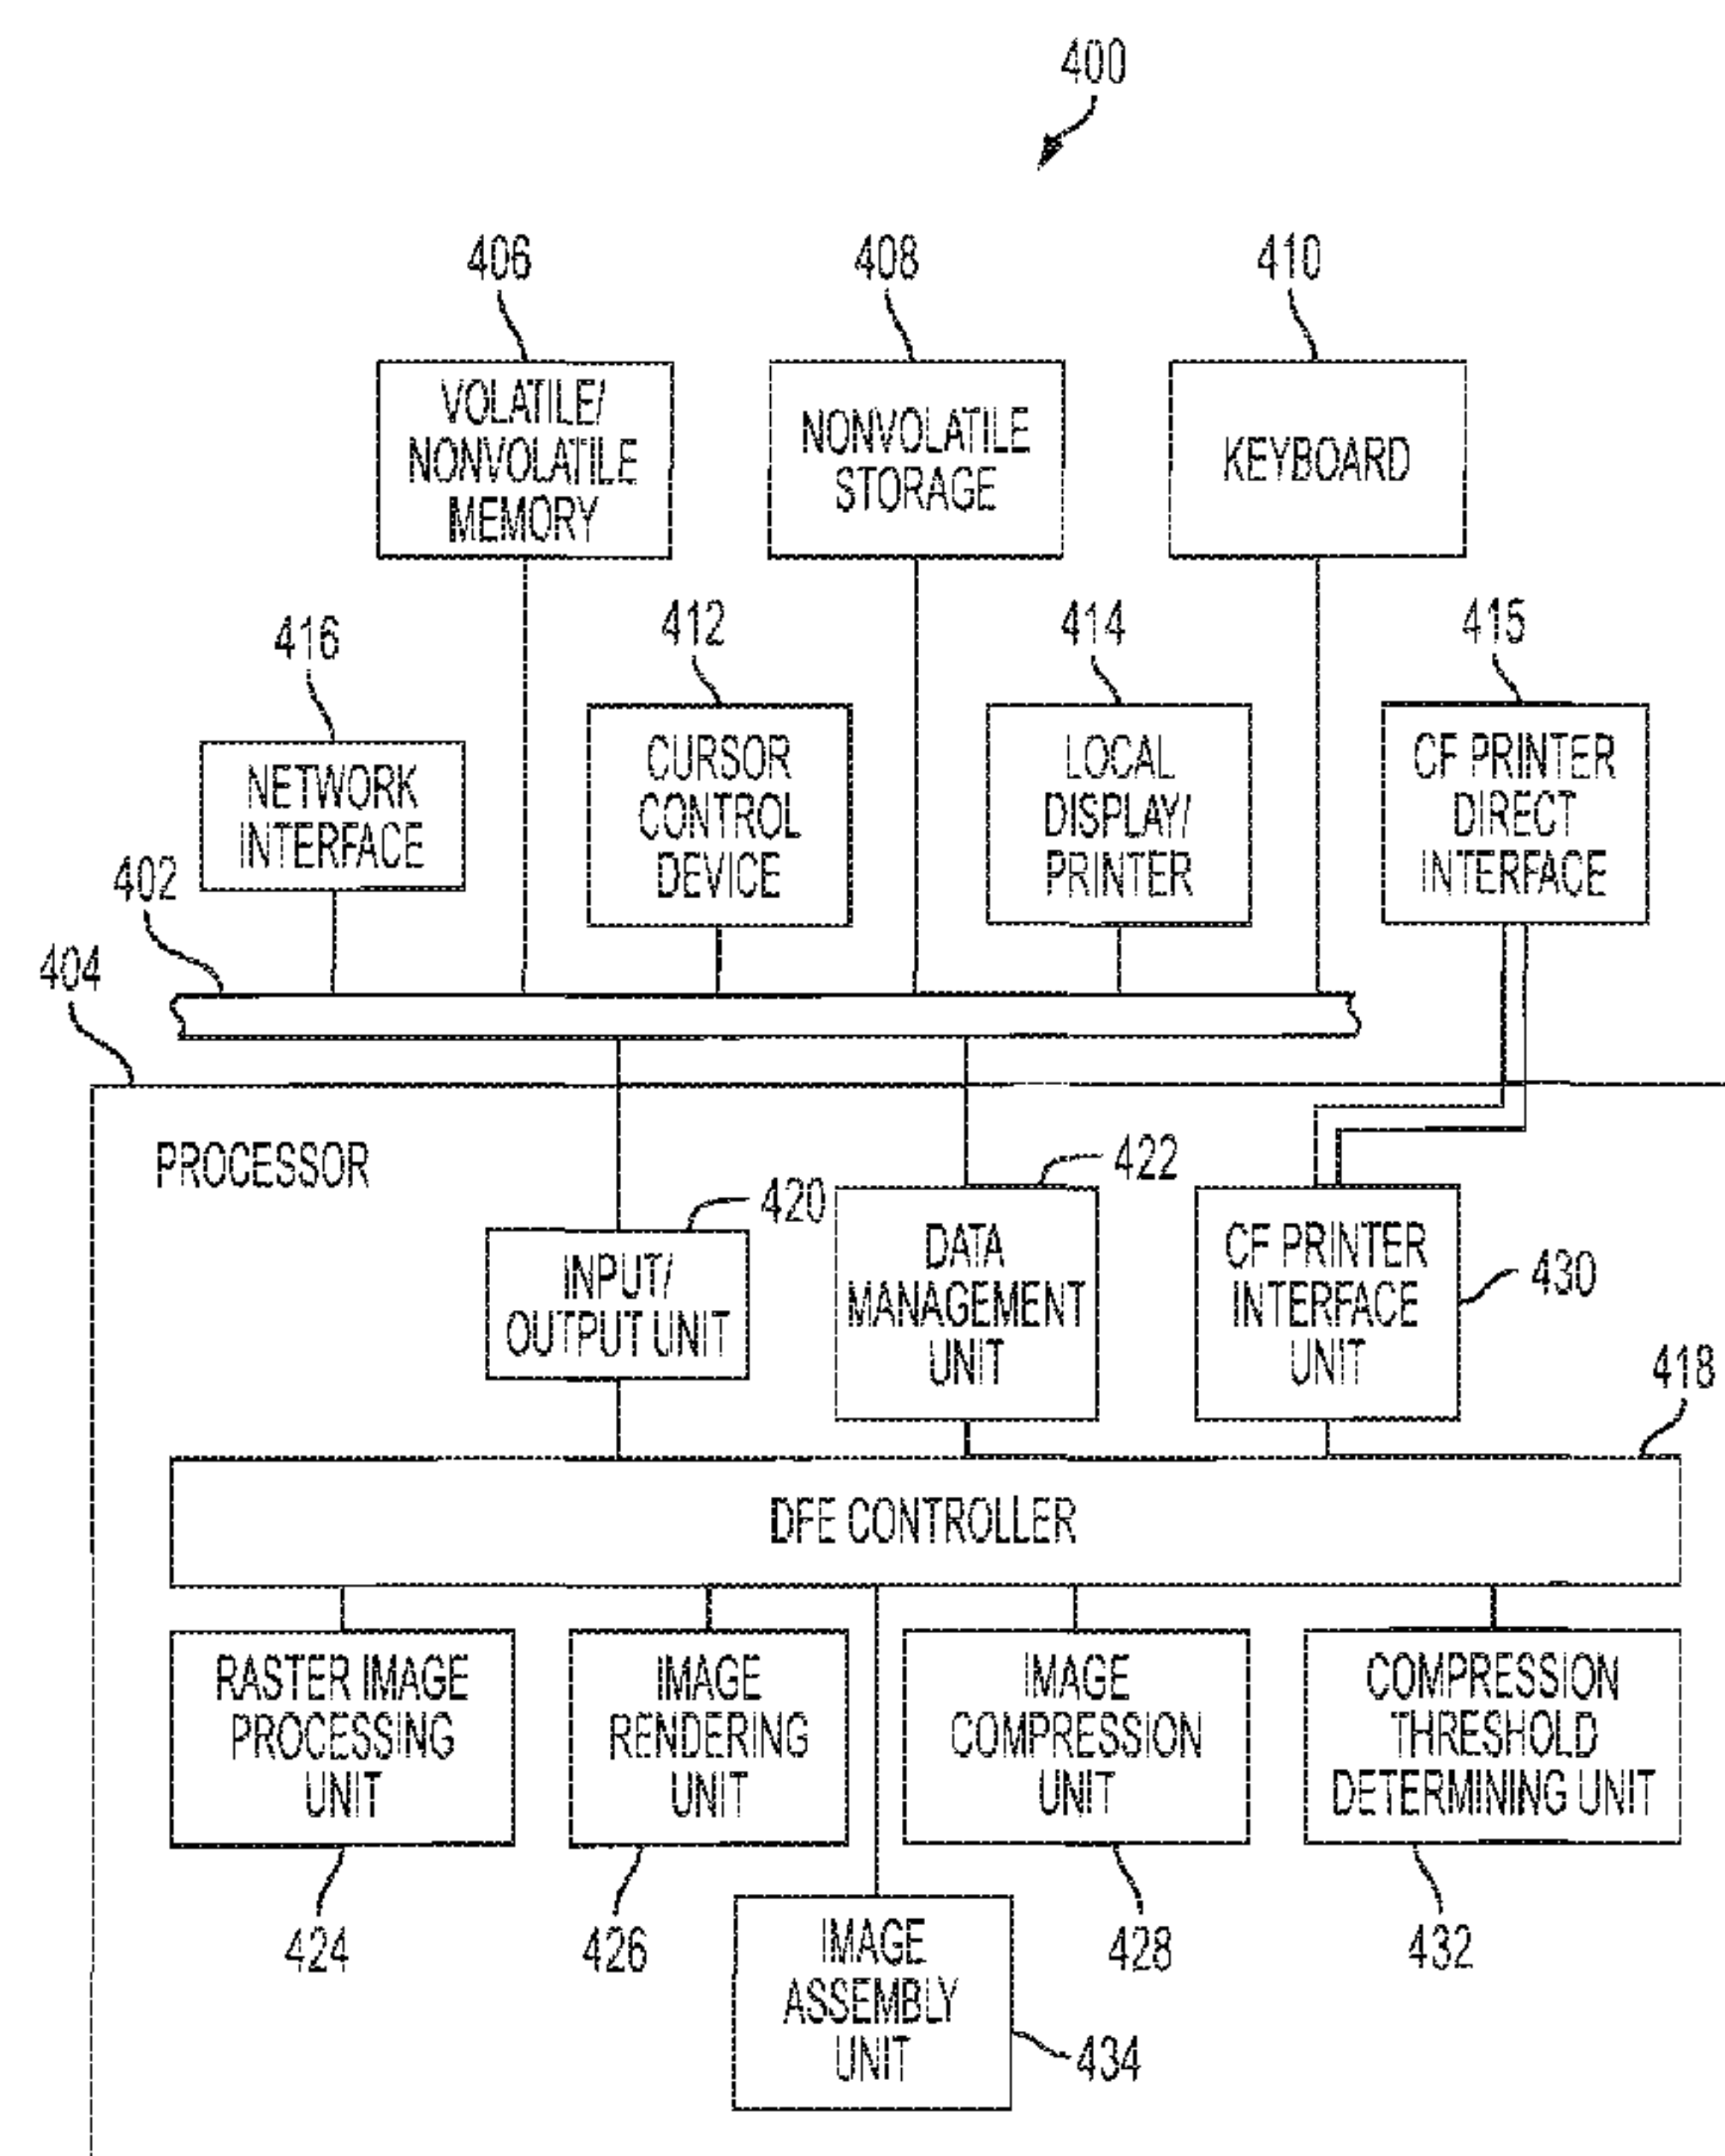 400
406
408
410
VOLATILE/
NONVOLATILE
MEMORY
NONVOLATILE
STORAGE
KEYBOARD
416
412
414
415
NETWORK
INTERFACE
CURSOR
CONTROL
DEVICE
LOCAL
DISPLAY/
PRINTER
CF PRINTER
DIRECT
INTERFACE
402
404
PROCESSOR
420
422
INPUT/
OUTPUT UNIT
DATA
MANAGEMENT
UNIT
CF PRINTER
INTERFACE
UNIT
430
418
DFE CONTROLLER
RASTER IMAGE
PROCESSING
UNIT
IMAGE
RENDERING
UNIT
IMAGE
COMPRESSION
UNIT
COMPRESSION
THRESHOLD
DETERMINING UNIT
424
426
428
432
IMAGE
ASSEMBLY
UNIT
434